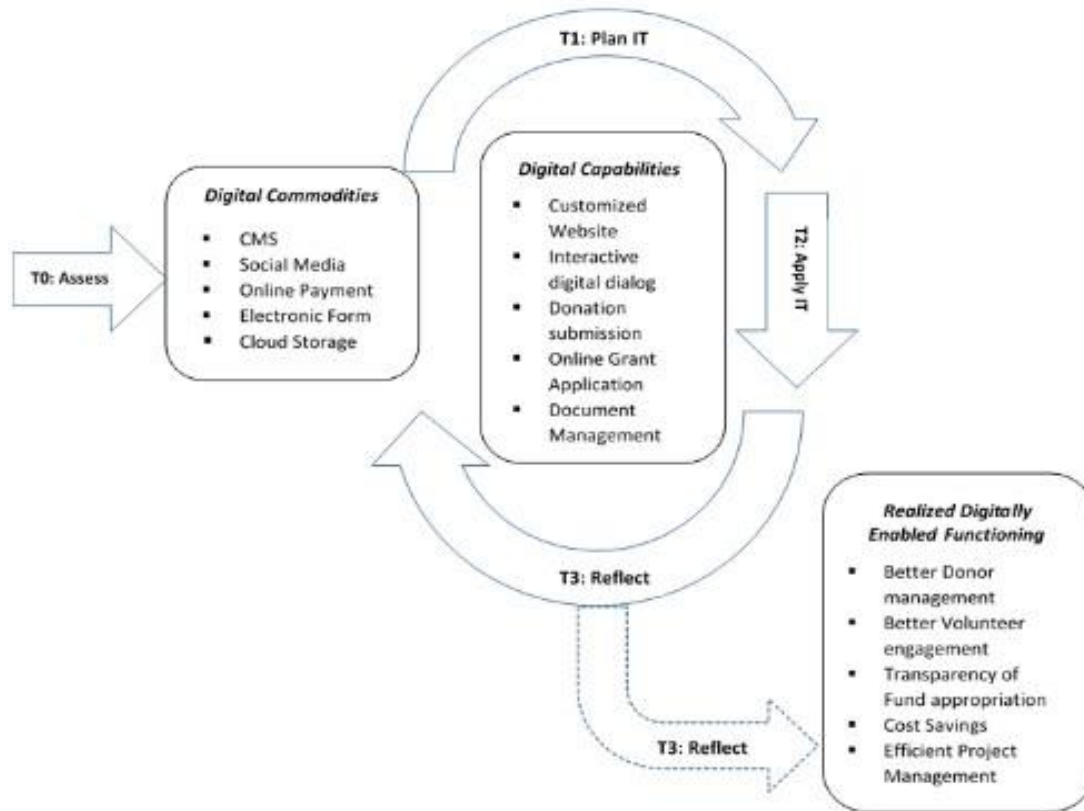 T1: Plan IT
Digital Commodities
▪ CMS
▪ Social Media
▪ Online Payment
▪ Electronic Form
▪ Cloud Storage
T0: Assess
Digital Capabilities
▪ Customized
Website
▪ Interactive
digital dialog
▪ Donation
submission
▪ Online Grant
Application
▪ Document
Management
T2: Apply IT
T3: Reflect
T3: Reflect
Realized Digitally
Enabled Functioning
▪ Better Donor
management
▪ Better Volunteer
engagement
▪ Transparency of
Fund appropriation
▪ Cost Savings
▪ Efficient Project
Management